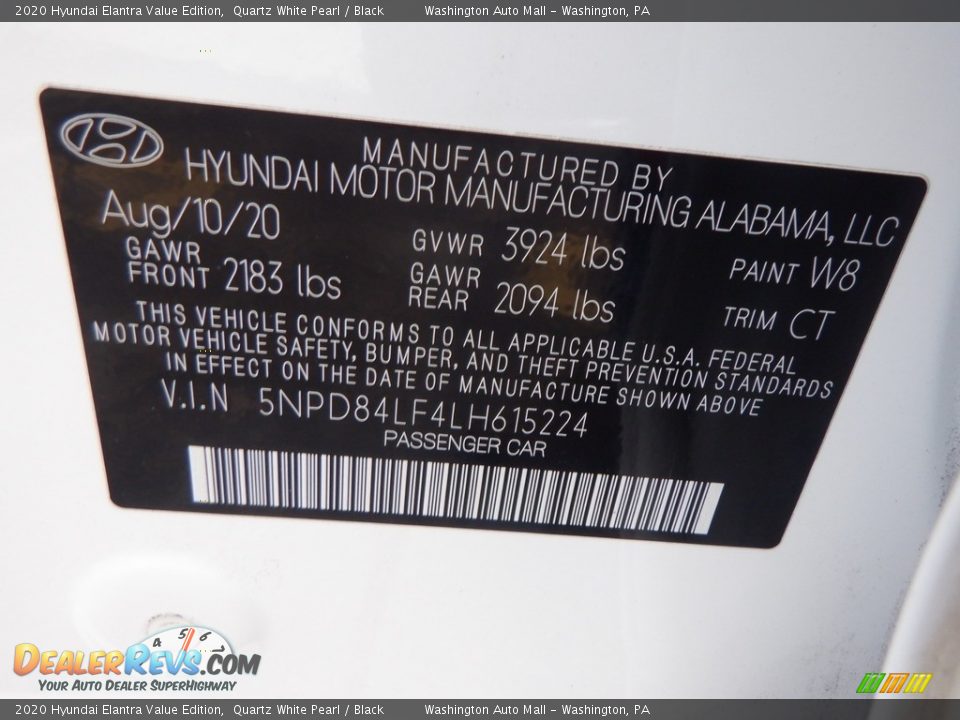 2020 Hyundai Elantra Value Edition, Quartz White Pearl / Black Washington Auto Mall - Washington, PA
MANUFACTURED BY
HYUNDAI MOTOR MANUFACTURING ALABAMA, LLC
Aug/10/20
GVWR 3924 lbs
PAINT W8
GAWR FRONT 2183 lbs
GAWR REAR 2094 lbs
TRIM CT
THIS VEHICLE CONFORMS TO ALL APPLICABLE U.S.A. FEDERAL
MOTOR VEHICLE SAFETY, BUMPER, AND THEFT PREVENTION STANDARDS
IN EFFECT ON THE DATE OF MANUFACTURE SHOWN ABOVE
V.I.N 5NPD84LF4LH615224
PASSENGER CAR
4 5 6 7
DealerRevs.com
Your Auto Dealer SuperHighway
2020 Hyundai Elantra Value Edition, Quartz White Pearl / Black Washington Auto Mall - Washington, PA